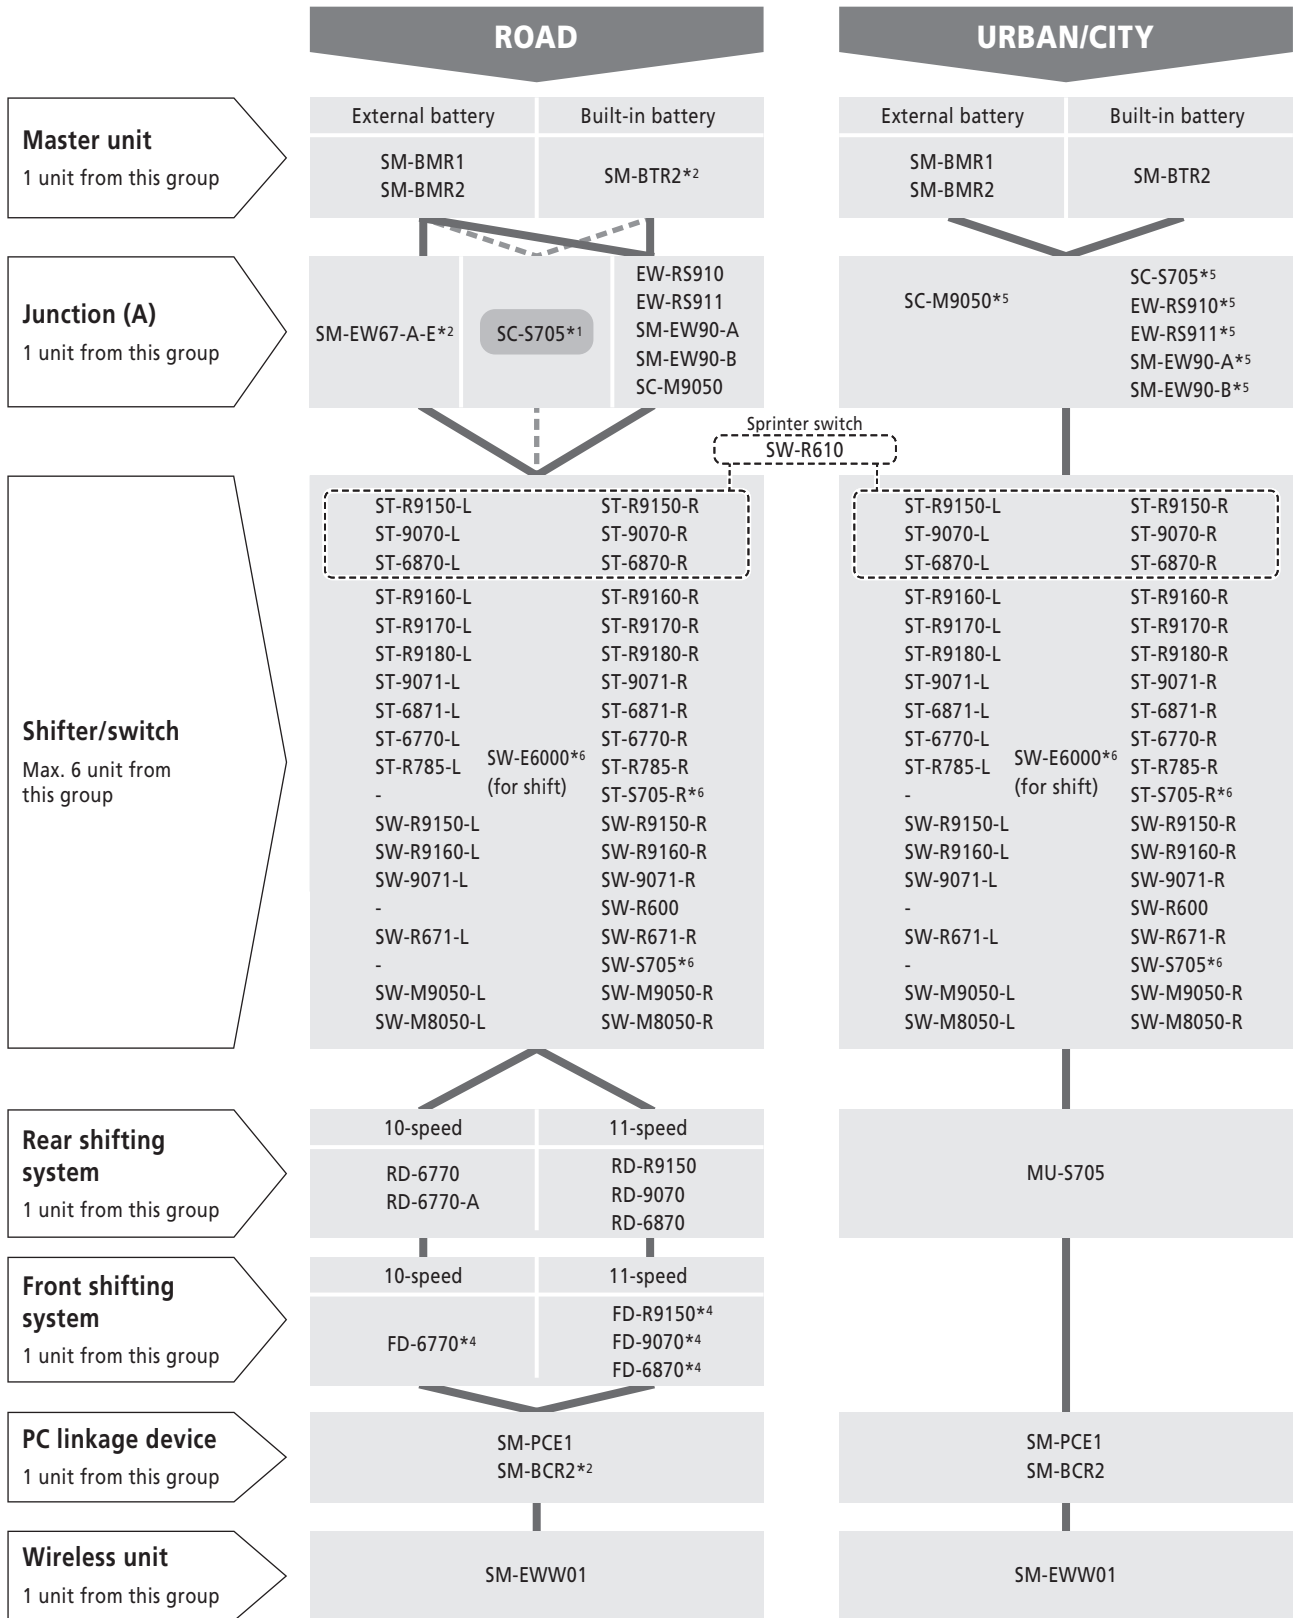 ROAD
URBAN/CITY
Master unit
1 unit from this group
External battery
Built-in battery
SM-BMR1
SM-BMR2
SM-BTR2*2
External battery
Built-in battery
SM-BMR1
SM-BMR2
SM-BTR2
Junction (A)
1 unit from this group
SM-EW67-A-E*2
SC-S705*1
EW-RS910
EW-RS911
SM-EW90-A
SM-EW90-B
SC-M9050
SC-M9050*5
SC-S705*5
EW-RS910*5
EW-RS911*5
SM-EW90-A*5
SM-EW90-B*5
Sprinter switch
SW-R610
Shifter/switch
Max. 6 unit from
this group
ST-R9150-L
ST-9070-L
ST-6870-L
ST-R9160-L
ST-R9170-L
ST-R9180-L
ST-9071-L
ST-6871-L
ST-6770-L
ST-R785-L
-
SW-R9150-L
SW-R9160-L
SW-9071-L
-
SW-R671-L
-
SW-M9050-L
SW-M8050-L
SW-E6000*6
(for shift)
ST-R9150-R
ST-9070-R
ST-6870-R
ST-R9160-R
ST-R9170-R
ST-R9180-R
ST-9071-R
ST-6871-R
ST-6770-R
ST-R785-R
ST-S705-R*6
SW-R9150-R
SW-R9160-R
SW-9071-R
SW-R600
SW-R671-R
SW-S705*6
SW-M9050-R
SW-M8050-R
ST-R9150-L
ST-9070-L
ST-6870-L
ST-R9160-L
ST-R9170-L
ST-R9180-L
ST-9071-L
ST-6871-L
ST-6770-L
ST-R785-L
-
SW-R9150-L
SW-R9160-L
SW-9071-L
-
SW-R671-L
-
SW-M9050-L
SW-M8050-L
SW-E6000*6
(for shift)
ST-R9150-R
ST-9070-R
ST-6870-R
ST-R9160-R
ST-R9170-R
ST-R9180-R
ST-9071-R
ST-6871-R
ST-6770-R
ST-R785-R
ST-S705-R*6
SW-R9150-R
SW-R9160-R
SW-9071-R
SW-R600
SW-R671-R
SW-S705*6
SW-M9050-R
SW-M8050-R
Rear shifting
system
1 unit from this group
10-speed
11-speed
RD-6770
RD-6770-A
RD-R9150
RD-9070
RD-6870
MU-S705
Front shifting
system
1 unit from this group
10-speed
11-speed
FD-6770*4
FD-R9150*4
FD-9070*4
FD-6870*4
PC linkage device
1 unit from this group
SM-PCE1
SM-BCR2*2
SM-PCE1
SM-BCR2
Wireless unit
1 unit from this group
SM-EWW01
SM-EWW01